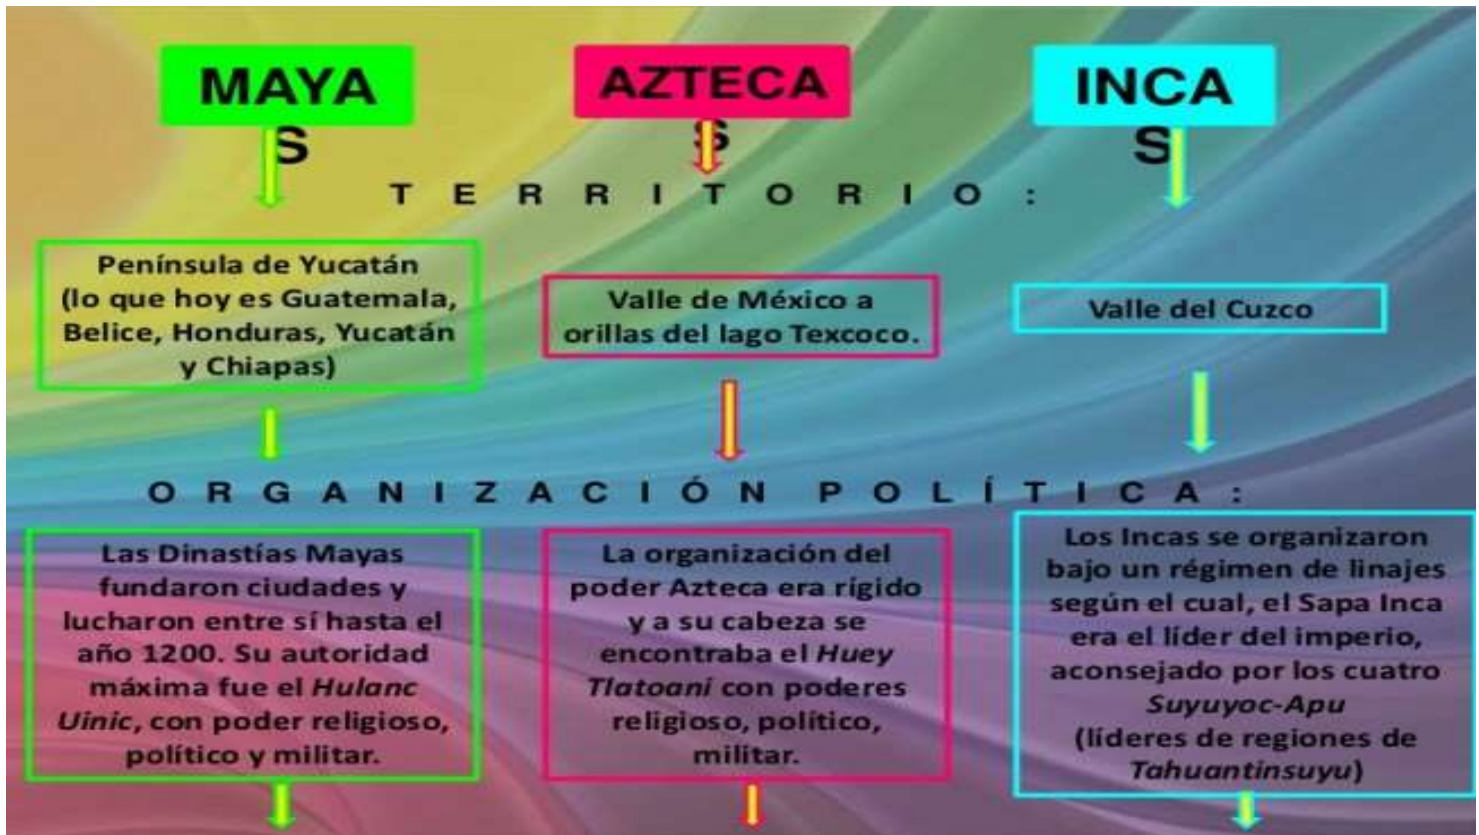 MAYA
S
AZTECA
S
INCA
S
TERRITORIO:
Península de Yucatán
(lo que hoy es Guatemala,
Belice, Honduras, Yucatán
y Chiapas)
Valle de México a
orillas del lago Texcoco.
Valle del Cuzco
ORGANIZACIÓN POLÍTICA:
Las Dinastías Mayas
fundaron ciudades y
lucharon entre sí hasta el
año 1200. Su autoridad
máxima fue el Hulanc
Uinic, con poder religioso,
político y militar.
La organización del
poder Azteca era rígido
y a su cabeza se
encontraba el Huey
Tlatoani con poderes
religioso, político,
militar.
Los Incas se organizaron
bajo un régimen de linajes
según el cual, el Sapa Inca
era el líder del imperio,
aconsejado por los cuatro
Suyuyoc-Apu
(líderes de regiones de
Tahuantinsuyu)